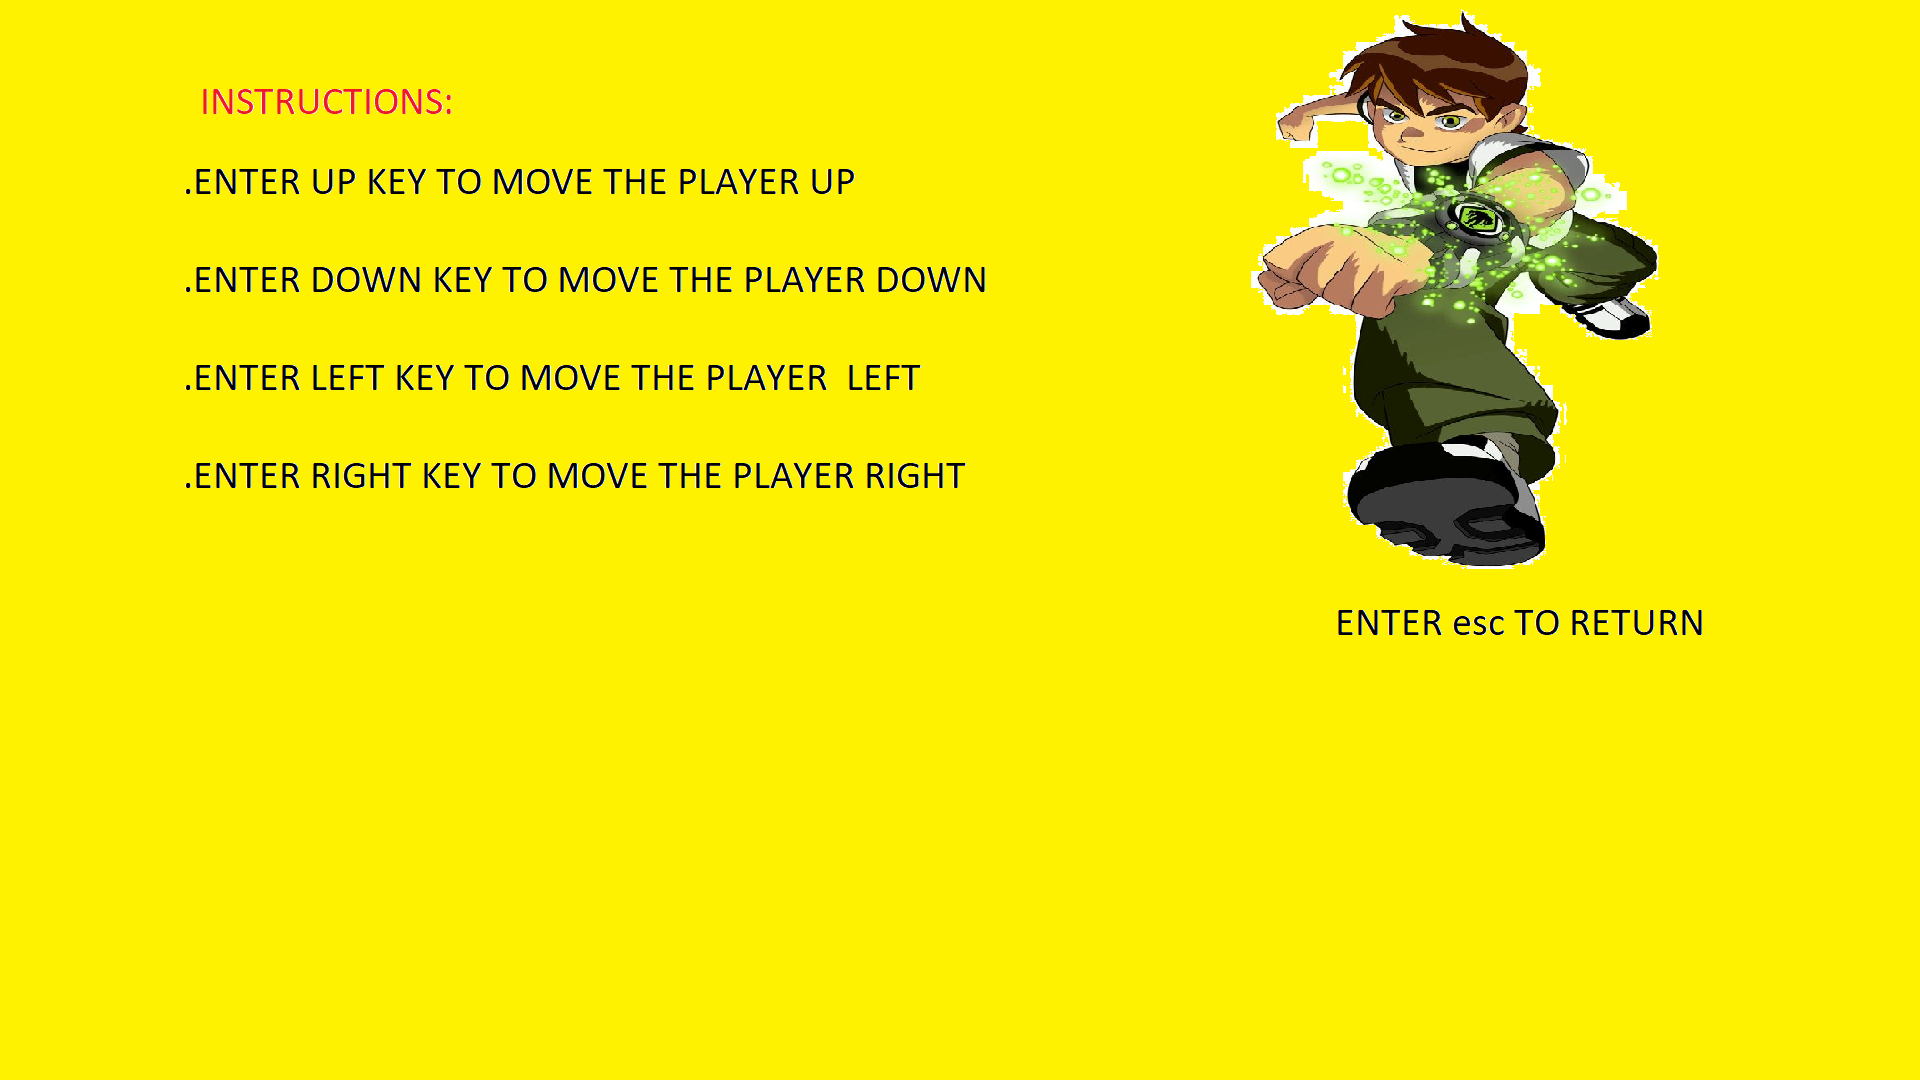 INSTRUCTIONS:
.ENTER UP KEY TO MOVE THE PLAYER UP
.ENTER DOWN KEY TO MOVE THE PLAYER DOWN
.ENTER LEFT KEY TO MOVE THE PLAYER  LEFT
.ENTER RIGHT KEY TO MOVE THE PLAYER RIGHT
ENTER esc TO RETURN